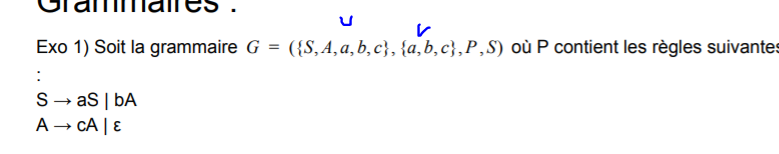 Grammaires :
Exo 1) Soit la grammaire G = ({S, A, a, b, c}, {a, b, c}, P, S) où P contient les règles suivantes
:
S → aS | bA
A → cA | ε